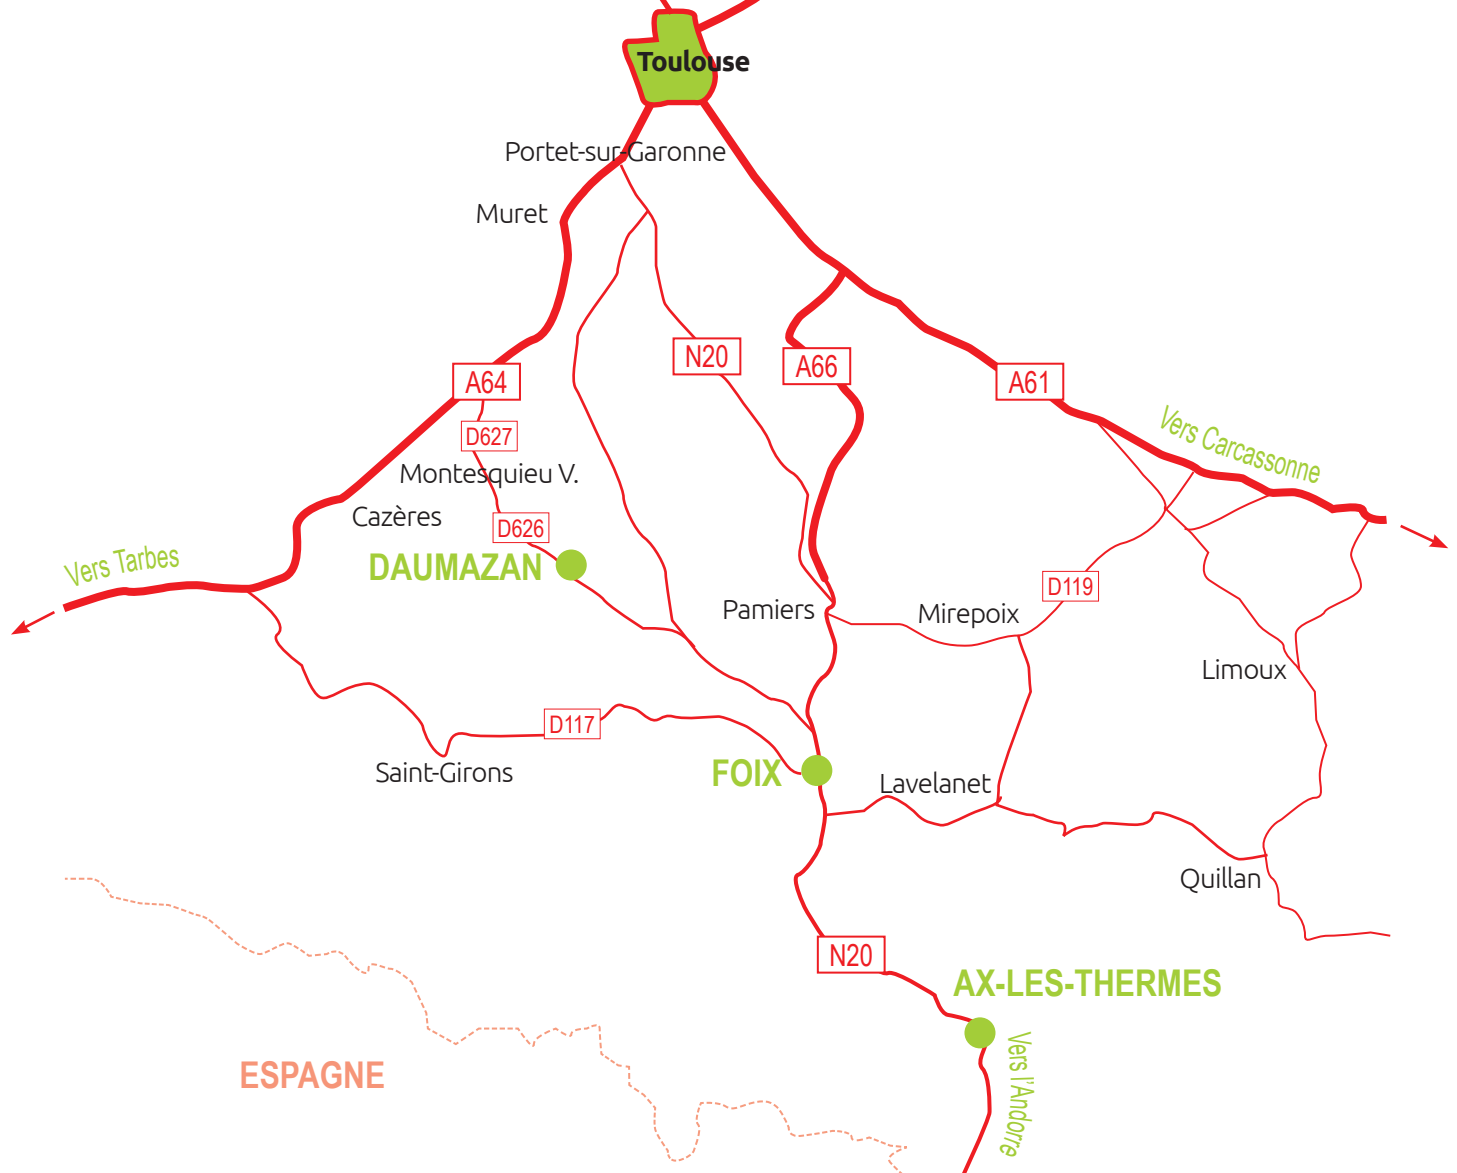 Toulouse
Portet-sur-Garonne
Muret
N20
A66
A64
A61
D627
Vers Carcassonne
Montesquieu V.
Cazères
D626
Vers Tarbes
DAUMAZAN
D119
Pamiers
Mirepoix
Limoux
D117
Saint-Girons
FOIX
Lavelanet
Quillan
N20
AX-LES-THERMES
Vers l'Andorre
ESPAGNE